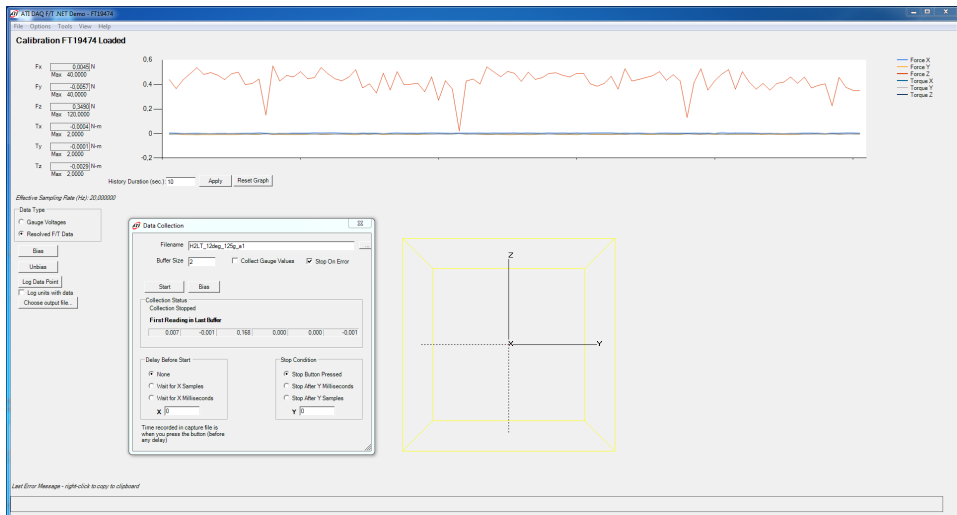 ATI DAQ F/T .NET Demo - FT19474
File Options Tools View Help
Calibration FT19474 Loaded
Fx 0,0045 N
Max 40,0000
Fy -0,0057 N
Max 40,0000
Fz 0,3490 N
Max 120,0000
Tx -0,0004 N-m
Max 2,0000
Ty -0,0001 N-m
Max 2,0000
Tz -0,0029 N-m
Max 2,0000
0,6
0,4
0,2
0
-0,2
Force X
Force Y
Force Z
Torque X
Torque Y
Torque Z
History Duration (sec.): 10 Apply Reset Graph
Effective Sampling Rate (Hz): 20,000000
Data Type
Gauge Voltages
Resolved F/T Data
Bias
Unbias
Log Data Point
Log units with data
Choose output file...
Data Collection
Filename H2LT_12deg_125g_a1 ...
Buffer Size 2 Collect Gauge Values Stop On Error
Start Bias
Collection Status
Collection Stopped
First Reading in Last Buffer
0,007 -0,001 0,168 0,000 0,000 -0,001
Delay Before Start
None
Wait for X Samples
Wait for X Milliseconds
X 0
Stop Condition
Stop Button Pressed
Stop After Y Milliseconds
Stop After Y Samples
Y 0
Time recorded in capture file is
when you press the button (before
any delay)
Z
X
Y
Last Error Message - right-click to copy to clipboard